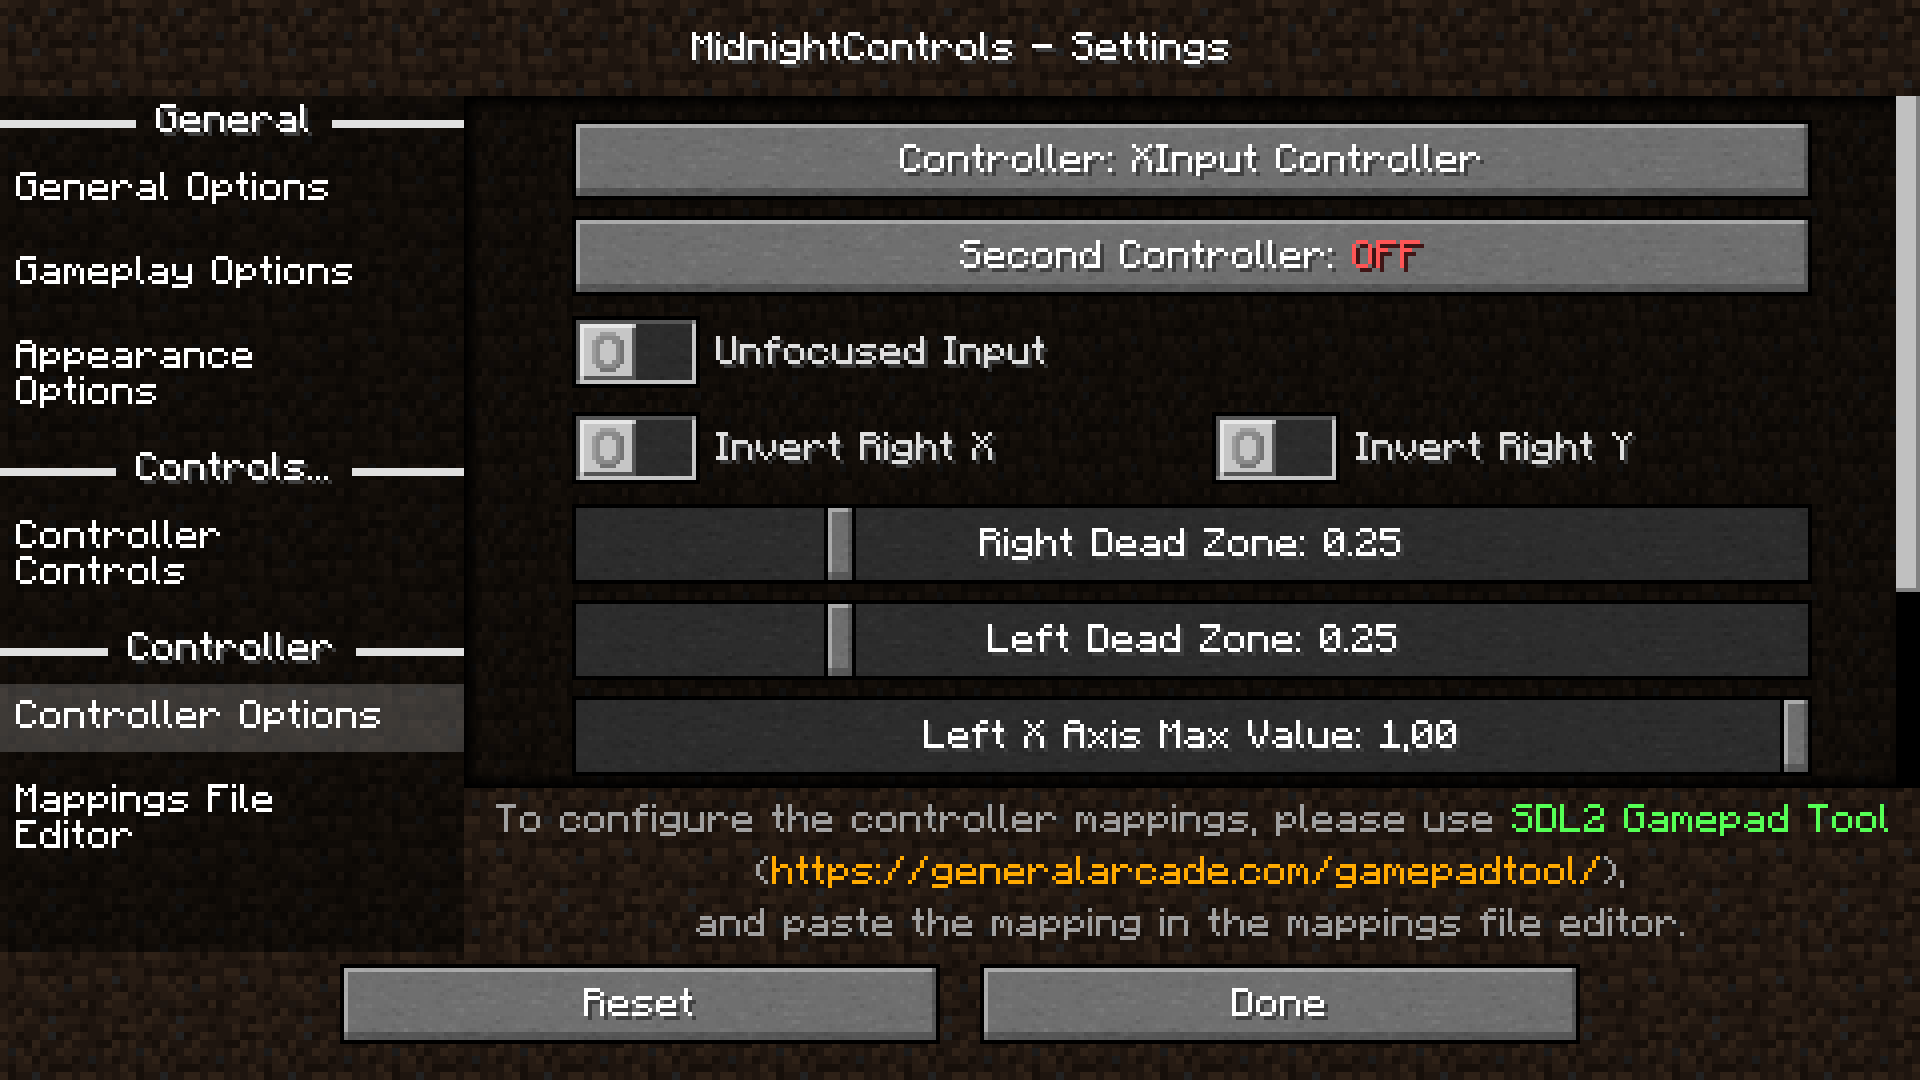 MidnightControls - Settings
General
General Options
Gameplay Options
Appearance
Options
Controls...
Controller
Controls
Controller
Controller Options
Mappings File
Editor
Controller: XInput Controller
Second Controller: OFF
Unfocused Input
Invert Right X
Invert Right Y
Right Dead Zone: 0.25
Left Dead Zone: 0.25
Left X Axis Max Value: 1,00
To configure the controller mappings, please use SDL2 Gamepad Tool
(https://generalarcade.com/gamepadtool/),
and paste the mapping in the mappings file editor.
Reset
Done